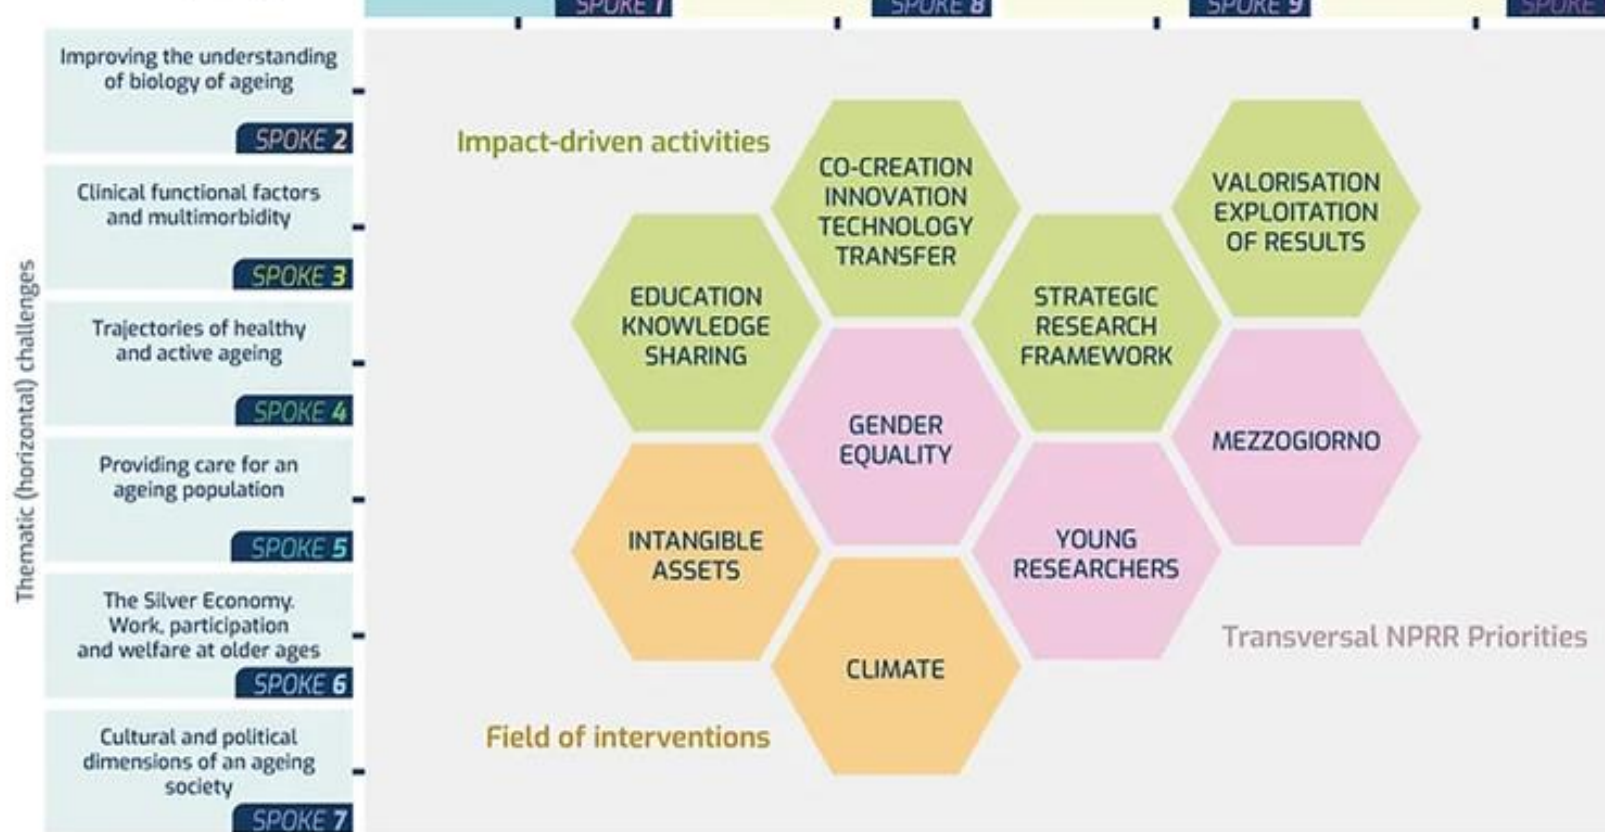 SPOKE 1
SPOKE 8
SPOKE 9
SPOKE
Thematic (horizontal) challenges
Improving the understanding
of biology of ageing
SPOKE 2
Clinical functional factors
and multimorbidity
SPOKE 3
Trajectories of healthy
and active ageing
SPOKE 4
Providing care for an
ageing population
SPOKE 5
The Silver Economy.
Work, participation
and welfare at older ages
SPOKE 6
Cultural and political
dimensions of an ageing
society
SPOKE 7
Impact-driven activities
CO-CREATION
INNOVATION
TECHNOLOGY
TRANSFER
VALORISATION
EXPLOITATION
OF RESULTS
EDUCATION
KNOWLEDGE
SHARING
STRATEGIC
RESEARCH
FRAMEWORK
GENDER
EQUALITY
MEZZOGIORNO
INTANGIBLE
ASSETS
YOUNG
RESEARCHERS
Transversal NPRR Priorities
CLIMATE
Field of interventions